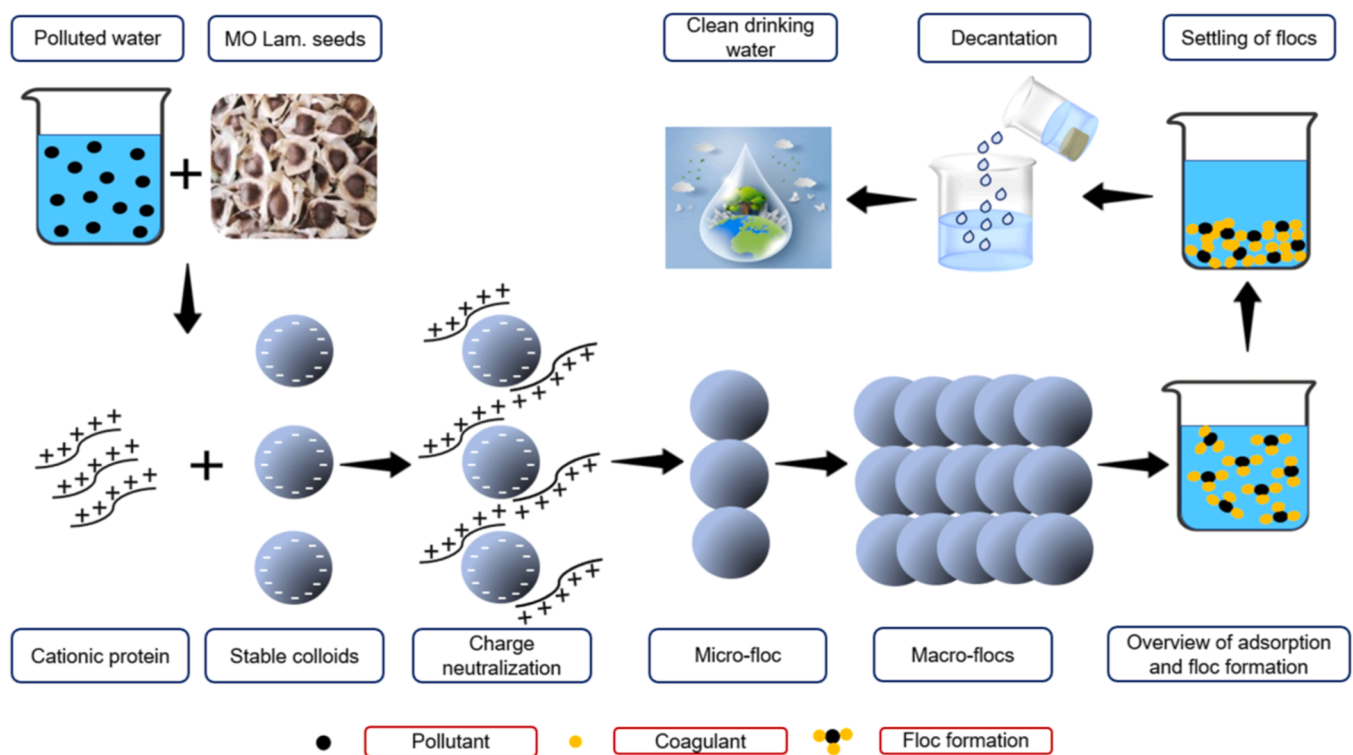 Polluted water
MO Lam. seeds
Clean drinking
water
Decantation
Settling of flocs
Cationic protein
Stable colloids
Charge
neutralization
Micro-floc
Macro-flocs
Overview of adsorption
and floc formation
Pollutant
Coagulant
Floc formation